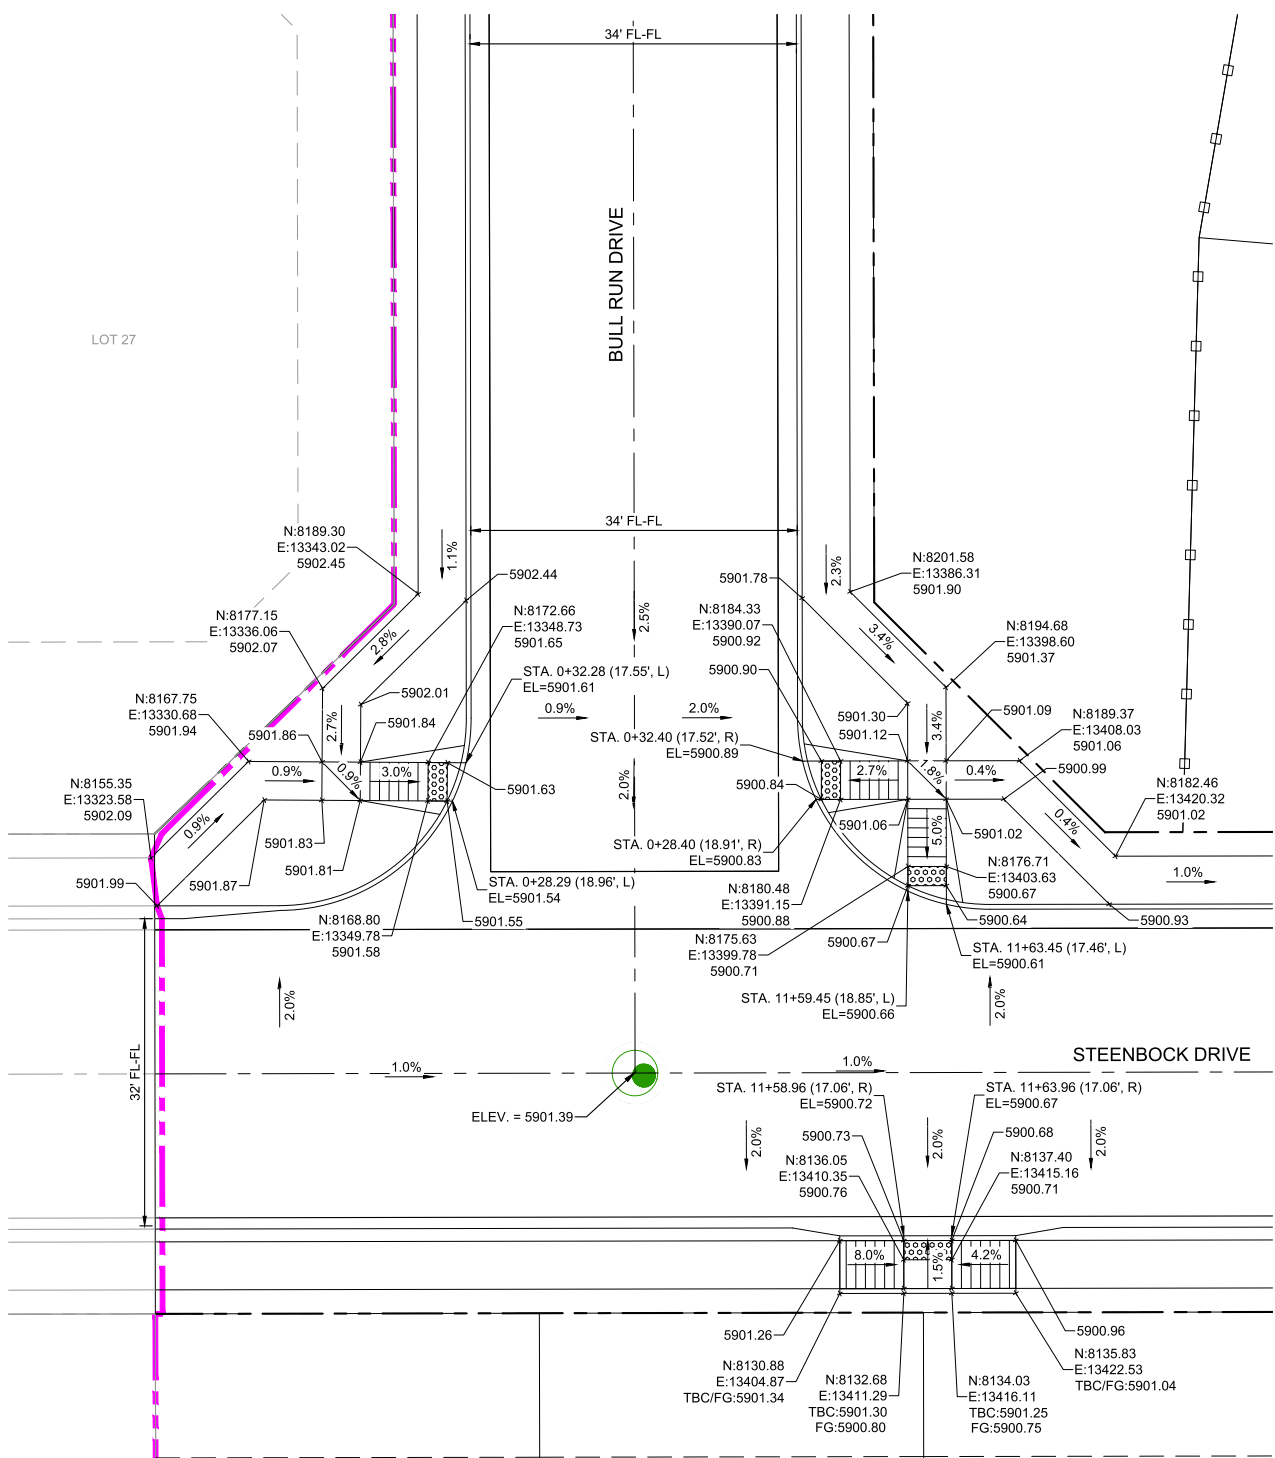 34' FL-FL
BULL RUN DRIVE
LOT 27
34' FL-FL
N:8189.30
E:13343.02
5902.45
1.1%
5902.44
5901.78
2.3%
N:8201.58
E:13386.31
5901.90
N:8177.15
E:13336.06
5902.07
2.8%
N:8172.66
E:13348.73
5901.65
2.5%
N:8184.33
E:13390.07
5900.92
3.4%
N:8194.68
E:13398.60
5901.37
N:8167.75
E:13330.68
5901.94
STA. 0+32.28 (17.55', L)
EL=5901.61
5900.90
5902.01
0.9%
2.0%
5901.30
5901.09
N:8189.37
E:13408.03
5901.06
2.7%
5901.84
5901.86
STA. 0+32.40 (17.52', R)
EL=5900.89
5901.12
3.4%
0.9%
0.9%
3.0%
5901.63
2.0%
5900.84
2.7%
1.8%
0.4%
5900.99
N:8155.35
E:13323.58
5902.09
N:8182.46
E:13420.32
5901.02
0.9%
5901.83
5901.81
5901.06
5.0%
5901.02
0.4%
STA. 0+28.40 (18.91', R)
EL=5900.83
5901.99
5901.87
STA. 0+28.29 (18.96', L)
EL=5901.54
N:8180.48
E:13391.15
5900.88
N:8176.71
E:13403.63
5900.67
1.0%
N:8168.80
E:13349.78
5901.58
5901.55
5900.64
5900.93
N:8175.63
E:13399.78
5900.71
5900.67
STA. 11+63.45 (17.46', L)
EL=5900.61
2.0%
STA. 11+59.45 (18.85', L)
EL=5900.66
2.0%
32' FL-FL
1.0%
1.0%
STEENBOCK DRIVE
ELEV. = 5901.39
STA. 11+58.96 (17.06', R)
EL=5900.72
STA. 11+63.96 (17.06', R)
EL=5900.67
2.0%
5900.73
2.0%
5900.68
2.0%
N:8136.05
E:13410.35
5900.76
N:8137.40
E:13415.16
5900.71
8.0%
1.5%
4.2%
5901.26
5900.96
N:8130.88
E:13404.87
TBC/FG:5901.34
N:8132.68
E:13411.29
TBC:5901.30
FG:5900.80
N:8134.03
E:13416.11
TBC:5901.25
FG:5900.75
N:8135.83
E:13422.53
TBC/FG:5901.04